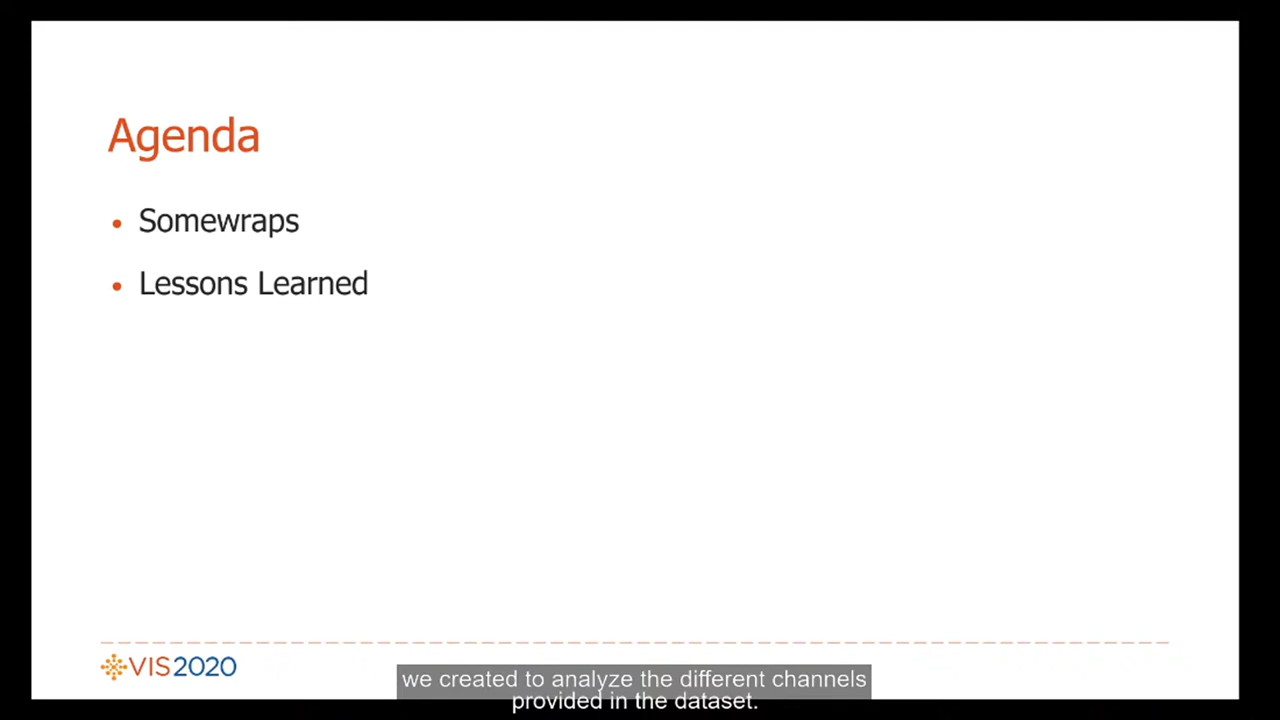 Agenda
• Somewraps
• Lessons Learned
VIS2020
we created to analyze the different channels
provided in the dataset.